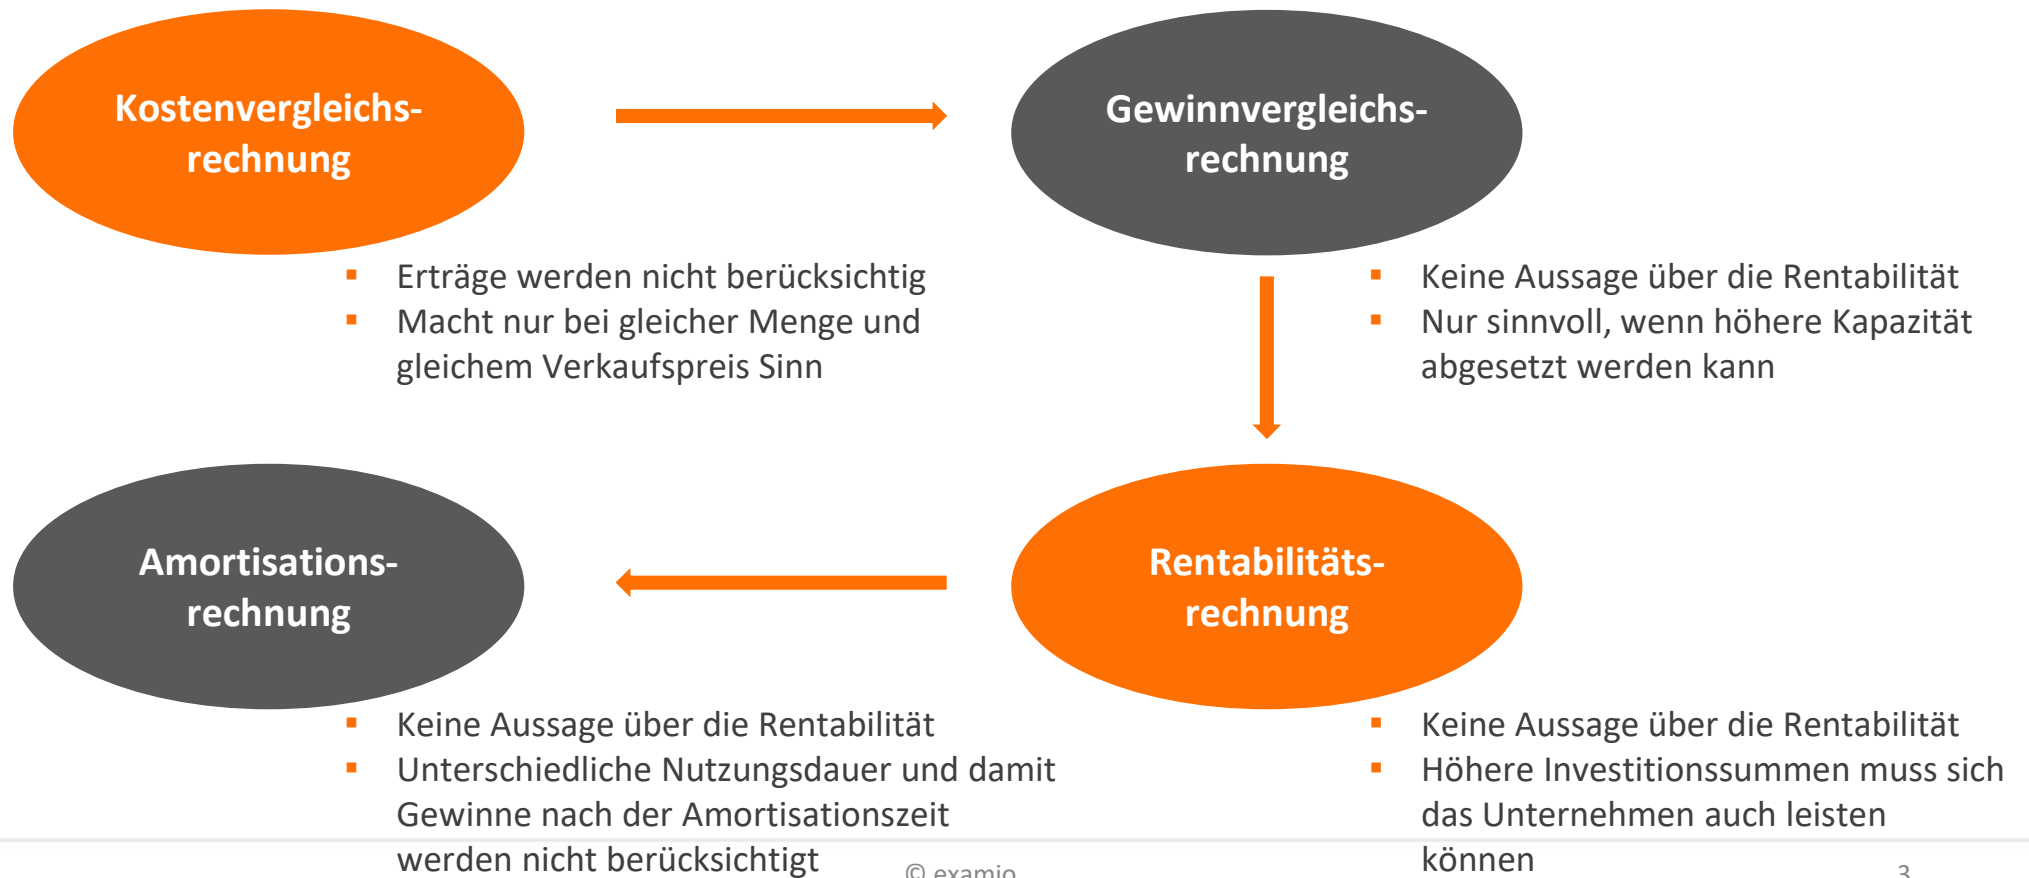 Kostenvergleichs-
rechnung
Gewinnvergleichs-
rechnung
▪ Erträge werden nicht berücksichtig
▪ Macht nur bei gleicher Menge und
gleichem Verkaufspreis Sinn
▪ Keine Aussage über die Rentabilität
▪ Nur sinnvoll, wenn höhere Kapazität
abgesetzt werden kann
Amortisations-
rechnung
Rentabilitäts-
rechnung
▪ Keine Aussage über die Rentabilität
▪ Unterschiedliche Nutzungsdauer und damit
Gewinne nach der Amortisationszeit
werden nicht berücksichtigt
▪ Keine Aussage über die Rentabilität
▪ Höhere Investitionssummen muss sich
das Unternehmen auch leisten
können
© examio
3